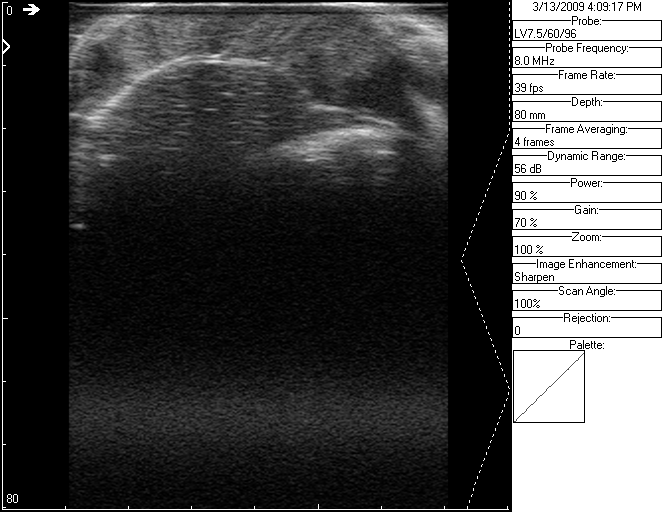 0
80
3/13/2009 4:09:17 PM
Probe:
LV7.5/60/96
Probe Frequency:
8.0 MHz
Frame Rate:
39 fps
Depth:
80 mm
Frame Averaging:
4 frames
Dynamic Range:
56 dB
Power:
90 %
Gain:
70 %
Zoom:
100 %
Image Enhancement:
Sharpen
Scan Angle:
100%
Rejection:
0
Palette: